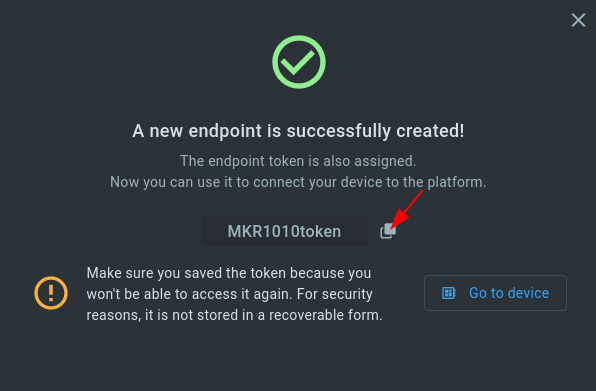 A new endpoint is successfully created!
The endpoint token is also assigned.
Now you can use it to connect your device to the platform.
MKR1010token
Make sure you saved the token because you
won't be able to access it again. For security
reasons, it is not stored in a recoverable form.
Go to device